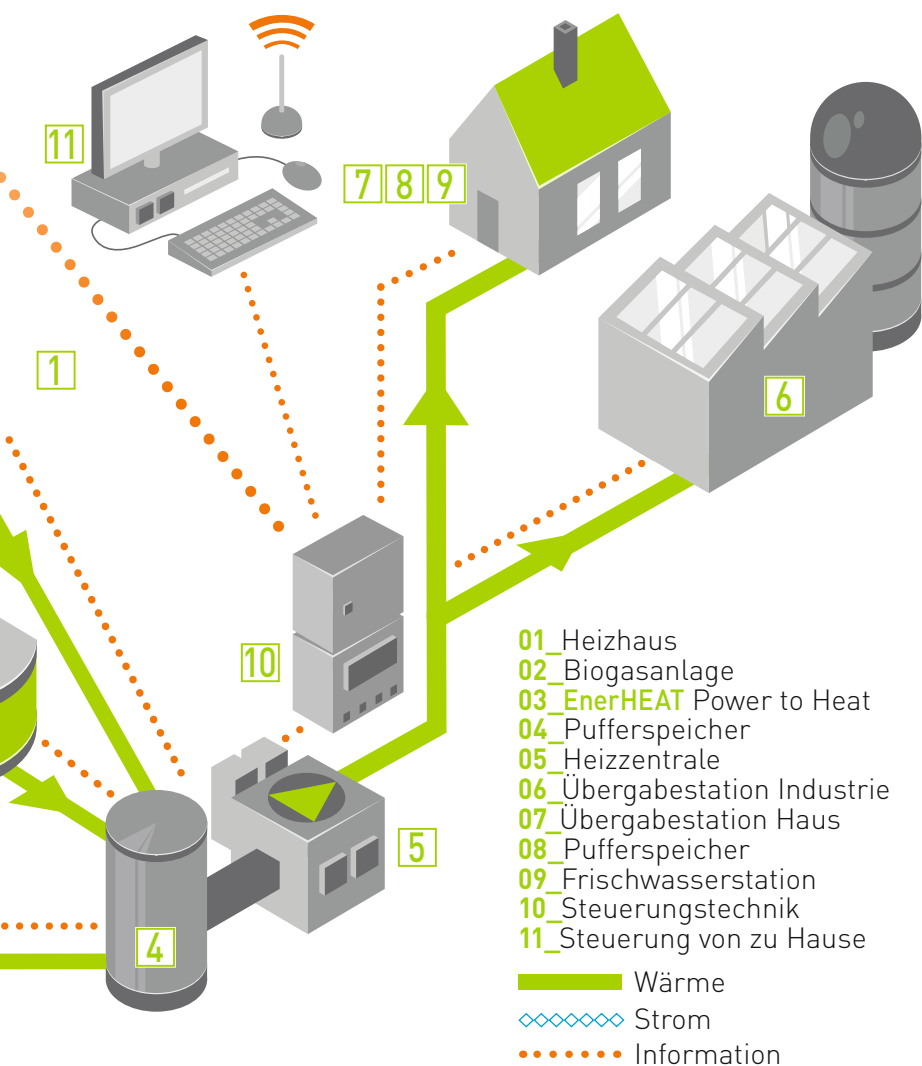 11
7 8 9
1
6
10
5
4
01_Heizhaus
02_Biogasanlage
03_EnerHEAT Power to Heat
04_Pufferspeicher
05_Heizzentrale
06_Übergabestation Industrie
07_Übergabestation Haus
08_Pufferspeicher
09_Frischwasserstation
10_Steuerungstechnik
11_Steuerung von zu Hause
Wärme
Strom
Information